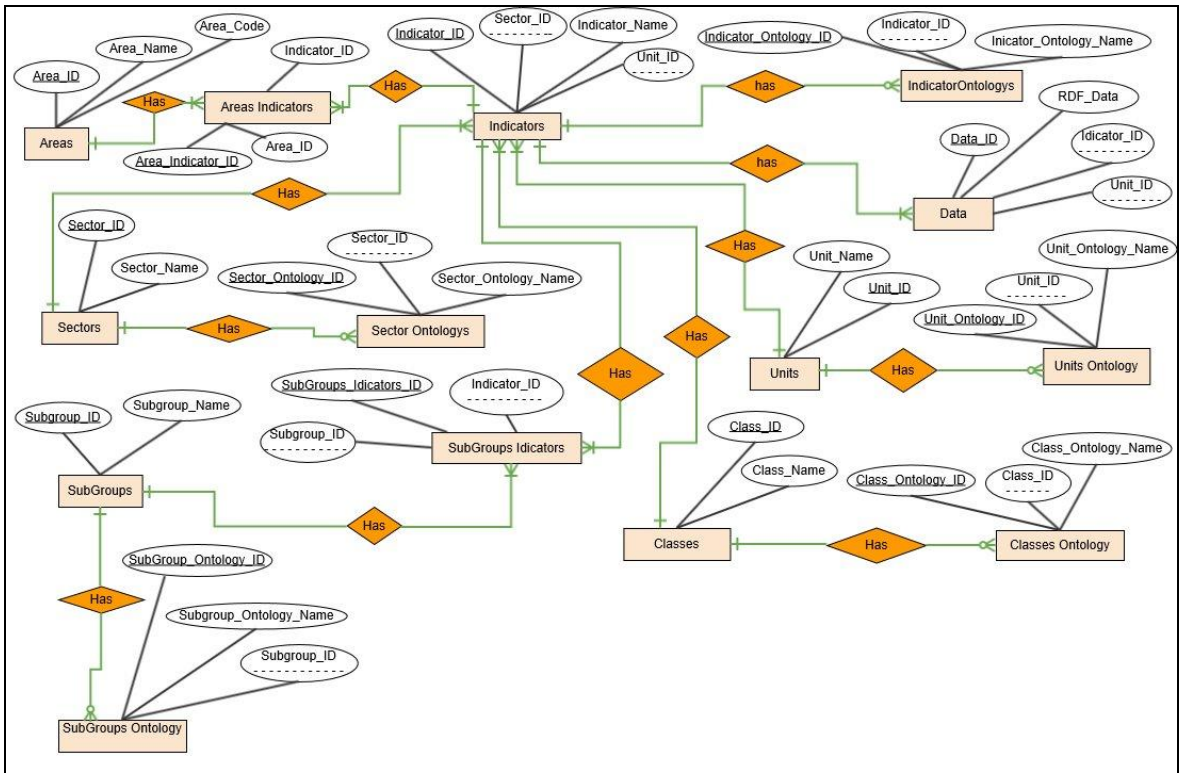 Area_Code
Area_Name
Area_ID
Indicator_ID
Has
Areas Indicators
Has
Areas
Area_Indicator_ID
Area_ID
Indicator_ID
Sector_ID
Indicator_Name
Unit_ID
Indicators
Indicator_Ontology_ID
Indicator_ID
Inicator_Ontology_Name
has
IndicatorOntologys
RDF_Data
Data_ID
Idicator_ID
Unit_ID
has
Data
Has
Sector_ID
Sector_Name
Sectors
Has
Sector_ID
Sector_Ontology_ID
Sector_Ontology_Name
Sector Ontologys
Has
Unit_Name
Unit_ID
Units
Has
Unit_Ontology_Name
Unit_ID
Unit_Ontology_ID
Units Ontology
Has
Has
SubGroups_Idicators_ID
Indicator_ID
Subgroup_ID
SubGroups Idicators
Subgroup_ID
Subgroup_Name
SubGroups
Has
Class_ID
Class_Name
Classes
Has
Class_Ontology_Name
Class_ID
Class_Ontology_ID
Classes Ontology
Has
SubGroup_Ontology_ID
Subgroup_Ontology_Name
Subgroup_ID
SubGroups Ontology